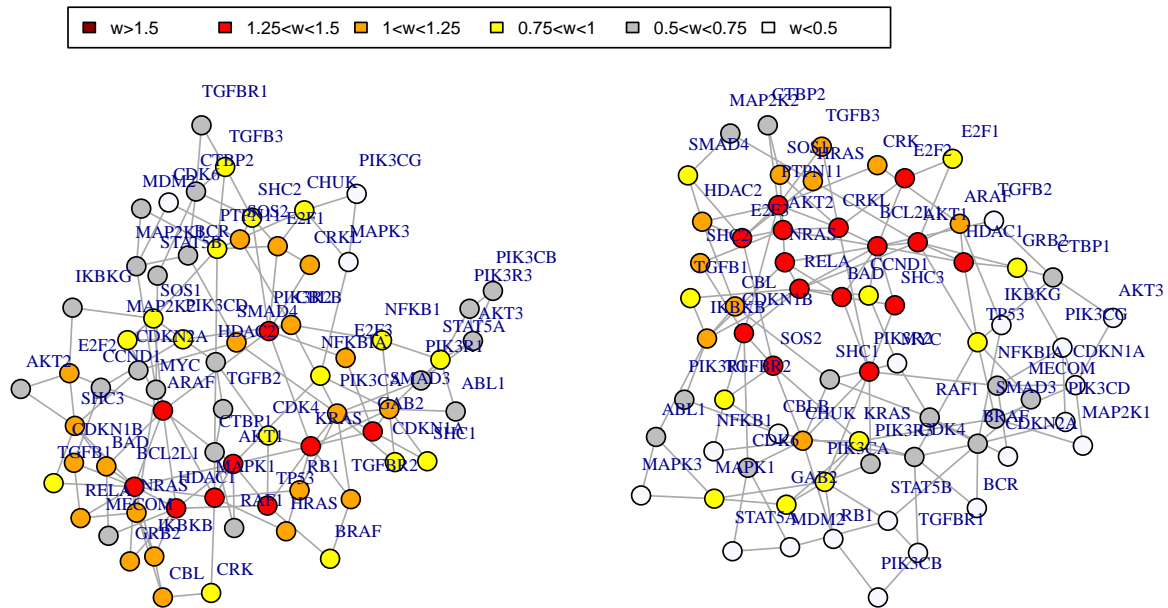 w>1.5 1.25<w<1.5 1<w<1.25 0.75<w<1 0.5<w<0.75 w<0.5
TGFBR1
TGFB3
CTBP2
CDK6
MDM2
PIK3CG
SHC2
CHUK
SOS2
PTPN11
E2F1
BCR
MAP2K1
STAT5B
CRKL
MAPK3
IKBKG
SOS1
PIK3CB
PIK3R3
MAP2K2
PIK3CD
SMAD4
CBLB
NFKB1
AKT3
CDKN2A
HDAC2
E2F3
STAT5A
E2F2
CCND1
NFKBIA
PIK3R1
AKT2
MYC
TGFB2
PIK3CA
SMAD3
ABL1
SHC3
ARAF
CDK4
GAB2
CDKN1B
CTBP1
KRAS
CDKN1A
BAD
AKT1
SHC1
TGFB1
BCL2L1
MAPK1
RB1
TGFBR2
RELA
NRAS
HDAC1
TP53
MECOM
RAF1
HRAS
IKBKB
GRB2
BRAF
CBL
CRK
CTBP2
MAP2K2
TGFB3
SMAD4
SOS1
HRAS
CRK
E2F1
E2F2
PTPN11
HDAC2
AKT2
CRKL
ARAF
TGFB2
E2F3
BCL2L1
AKT1
SHC2
NRAS
HDAC1
GRB2
CTBP1
TGFB1
RELA
CCND1
CBL
BAD
SHC3
IKBKG
AKT3
IKBKB
CDKN1B
TP53
PIK3CG
SOS2
PIK3R2
MYC
PIK3R1
TGFBR2
SHC1
NFKBIA
CDKN1A
MECOM
ABL1
RAF1
SMAD3
PIK3CD
NFKB1
CBLB
CHUK
KRAS
BRAF
MAP2K1
CDK6
PIK3R3
CDK4
CDKN2A
MAPK3
MAPK1
PIK3CA
GAB2
STAT5B
BCR
STAT5A
MDM2
RB1
TGFBR1
PIK3CB